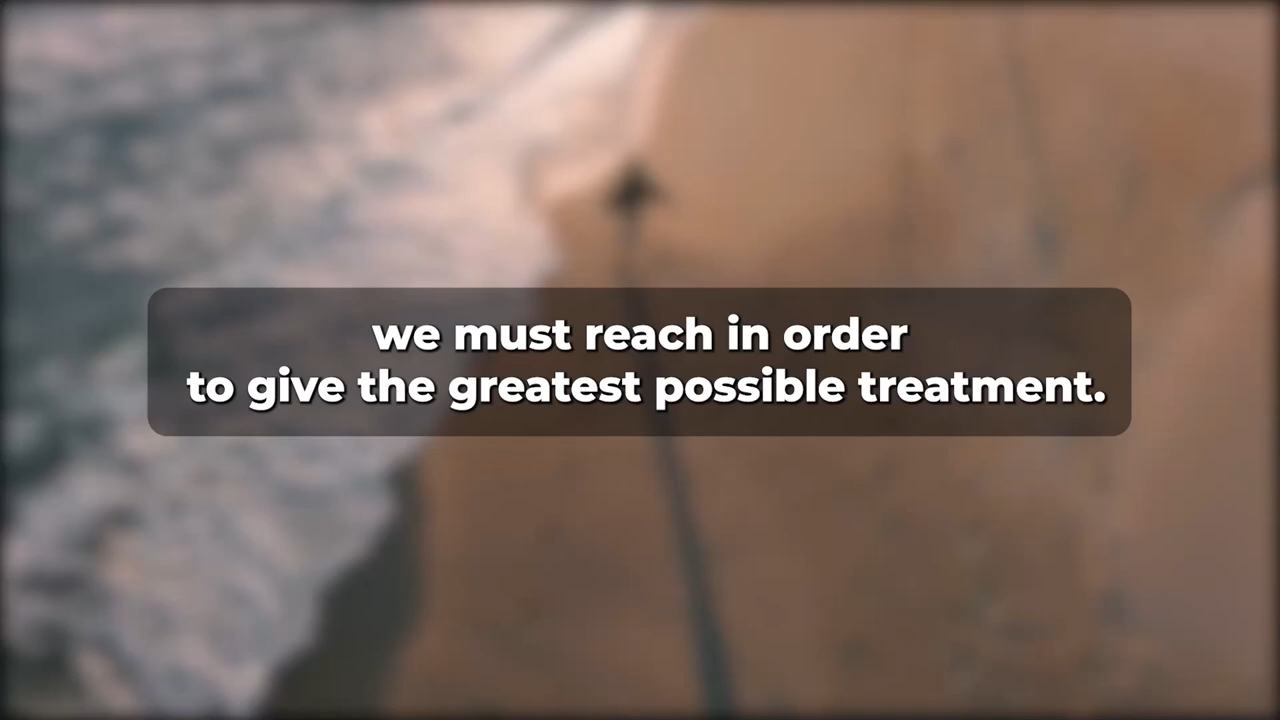 we must reach in order
to give the greatest possible treatment.